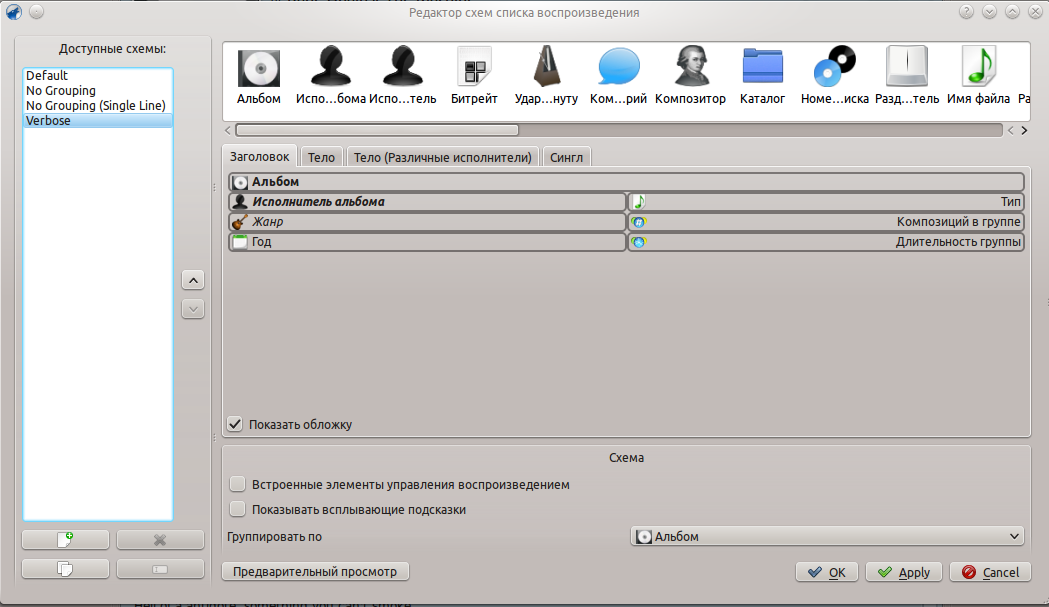 Редактор схем списка воспроизведения
Доступные схемы:
Default
No Grouping
No Grouping (Single Line)
Verbose
Альбом
Испо...бома
Испо...тель
Битрейт
Удар...нуту
Ком...рий
Композитор
Каталог
Номе...иска
Разд...тель
Имя файла
Ра
Заголовок
Тело
Тело (Различные исполнители)
Сингл
Альбом
Исполнитель альбома
Тип
Жанр
Композиций в группе
Год
Длительность группы
Показать обложку
Схема
Встроенные элементы управления воспроизведением
Показывать всплывающие подсказки
Группировать по
Альбом
Предварительный просмотр
OK
Apply
Cancel